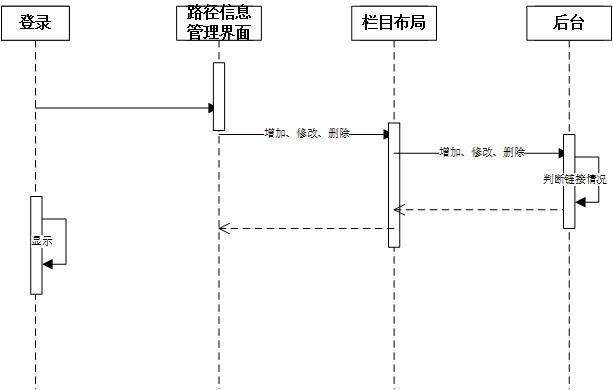 登录
路径信息
管理界面
栏目布局
后台
增加、修改、删除
增加、修改、删除
判断链接情况
显示